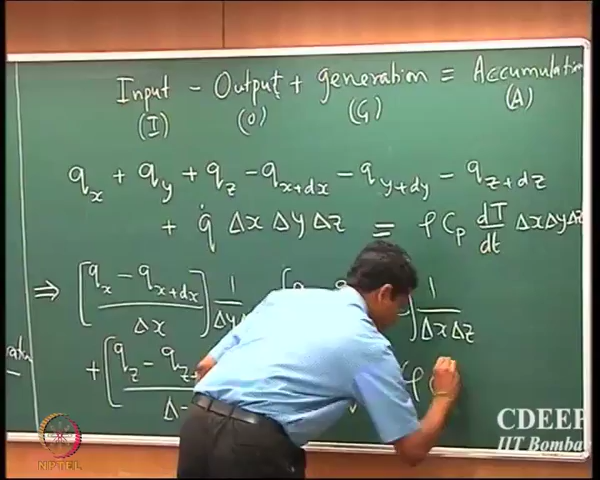 Input - Output + generation = Accumulation
(I) (O) (G) (A)
q_x + q_y + q_z - q_{x+dx} - q_{y+dy} - q_{z+dz}
+ q̇ Δx Δy Δz = ρ C_p dT/dt Δx Δy Δz
⇒ [q_x - q_{x+dx} / Δx] 1/Δy [ ] 1/ΔxΔz
+ [q_z - q_z / Δ ρ
CDEEP
IIT Bombay
NPTEL